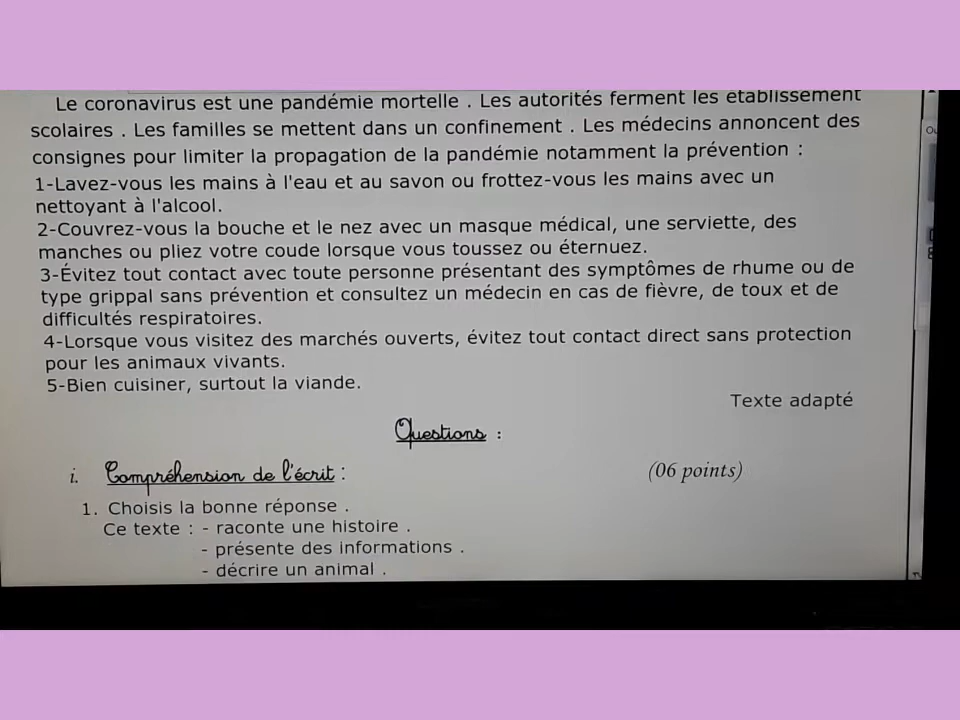 Le coronavirus est une pandémie mortelle . Les autorités ferment les établissement
scolaires . Les familles se mettent dans un confinement . Les médecins annoncent des
consignes pour limiter la propagation de la pandémie notamment la prévention :
1-Lavez-vous les mains à l'eau et au savon ou frottez-vous les mains avec un
nettoyant à l'alcool.
2-Couvrez-vous la bouche et le nez avec un masque médical, une serviette, des
manches ou pliez votre coude lorsque vous toussez ou éternuez.
3-Évitez tout contact avec toute personne présentant des symptômes de rhume ou de
type grippal sans prévention et consultez un médecin en cas de fièvre, de toux et de
difficultés respiratoires.
4-Lorsque vous visitez des marchés ouverts, évitez tout contact direct sans protection
pour les animaux vivants.
5-Bien cuisiner, surtout la viande.
Texte adapté
Questions :
i. Compréhension de l'écrit : (06 points)
1. Choisis la bonne réponse .
Ce texte : - raconte une histoire .
- présente des informations .
- décrire un animal .